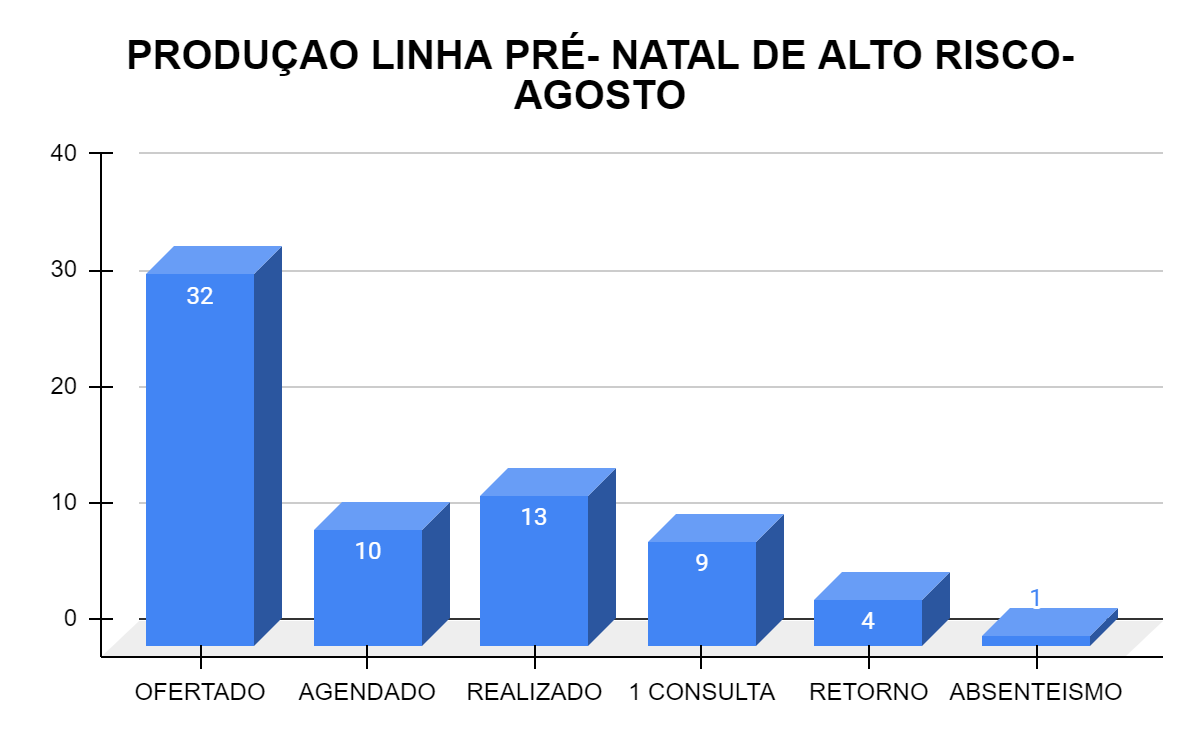 PRODUÇAO LINHA PRÉ- NATAL DE ALTO RISCO-
AGOSTO
40
30
20
10
0
32
10
13
9
4
1
OFERTADO
AGENDADO
REALIZADO
1 CONSULTA
RETORNO
ABSENTEISMO